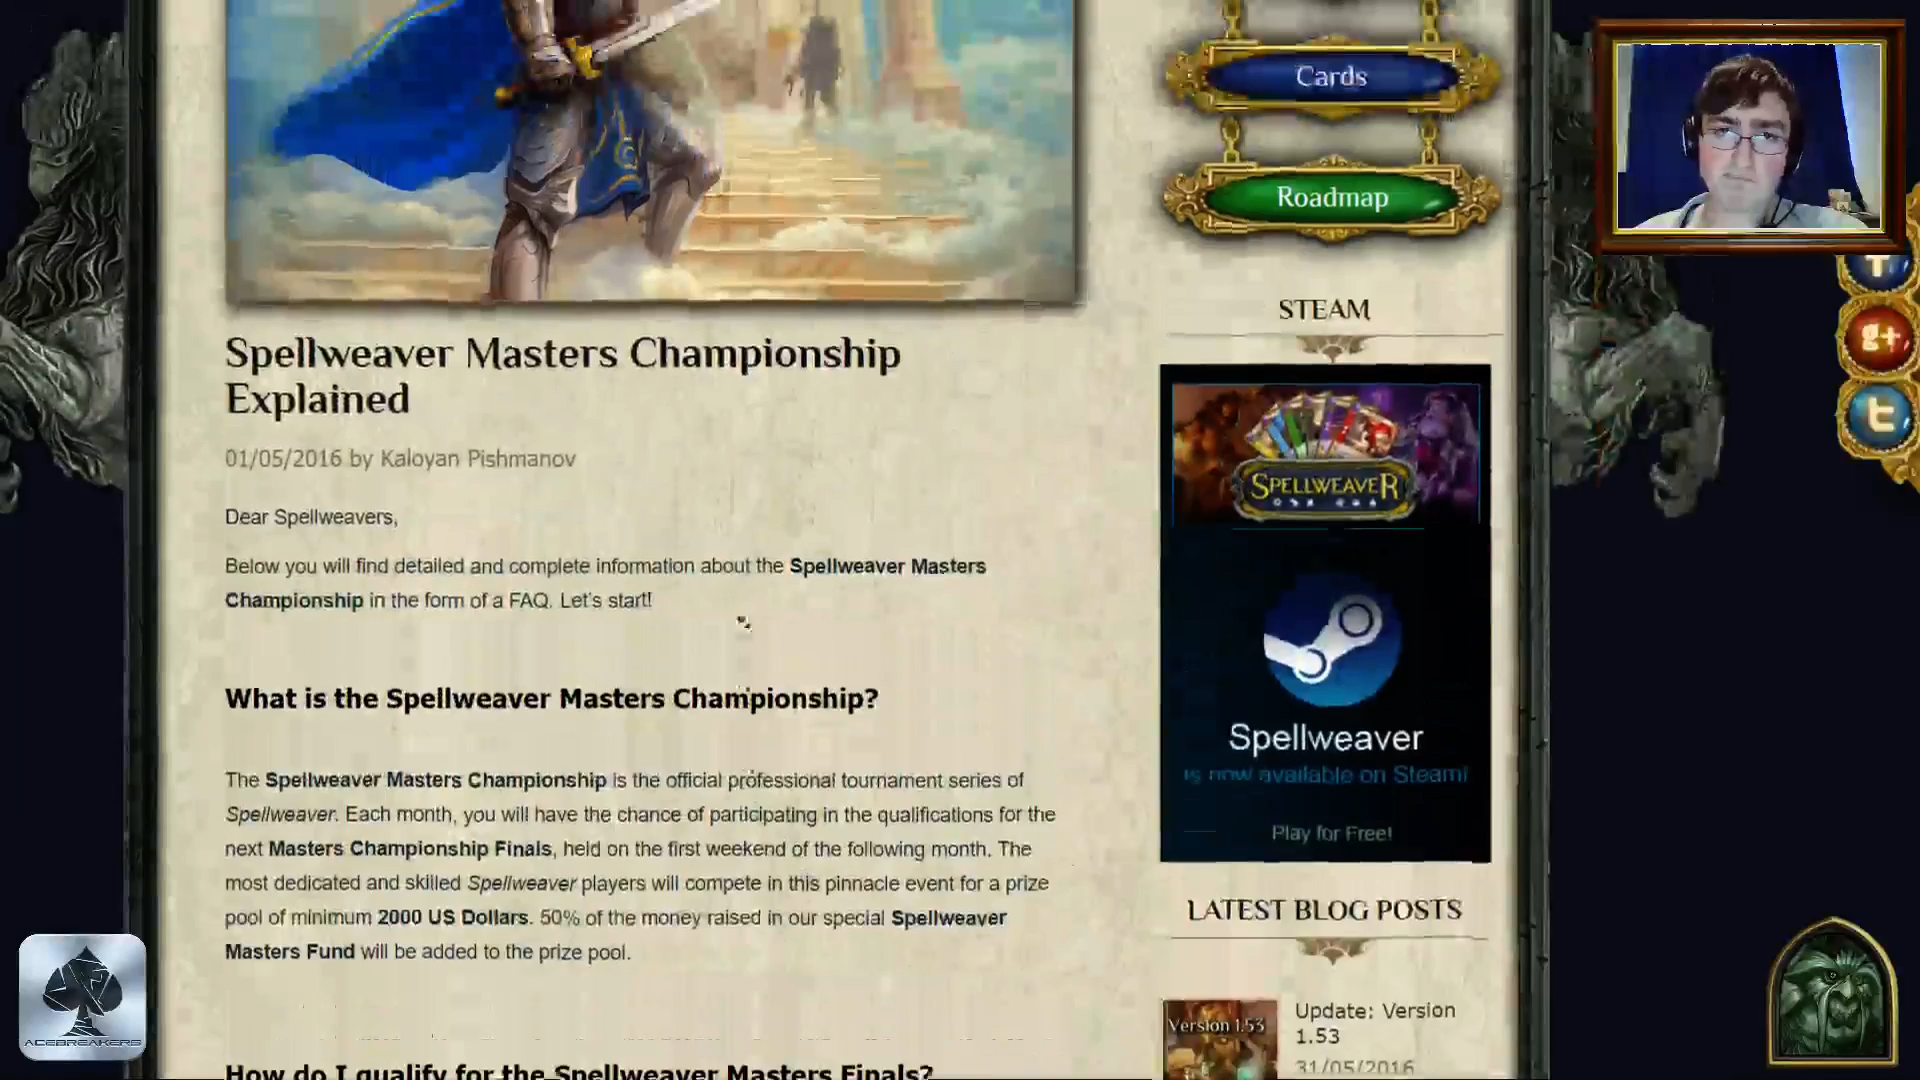 Cards
Roadmap
g+
STEAM
Spellweaver Masters Championship
Explained
01/05/2016 by Kaloyan Pishmanov
Dear Spellweavers,
Below you will find detailed and complete information about the Spellweaver Masters
Championship in the form of a FAQ. Let's start!
What is the Spellweaver Masters Championship?
The Spellweaver Masters Championship is the official professional tournament series of
Spellweaver. Each month, you will have the chance of participating in the qualifications for the
next Masters Championship Finals, held on the first weekend of the following month. The
most dedicated and skilled Spellweaver players will compete in this pinnacle event for a prize
pool of minimum 2000 US Dollars. 50% of the money raised in our special Spellweaver
Masters Fund will be added to the prize pool.
How do I qualify for the Spellweaver Masters Finals?
SPELLWEAVER
Spellweaver
is now available on Steam!
Play for Free!
LATEST BLOG POSTS
Version 1.53
Update: Version
1.53
31/05/2016
ACEBREAKERS